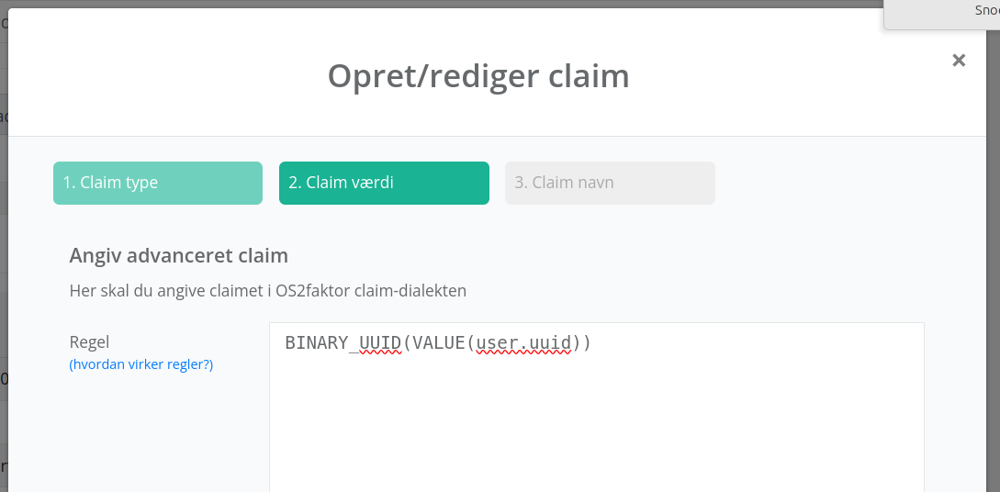 Opret/rediger claim
×
1. Claim type
2. Claim værdi
3. Claim navn
Angiv advanceret claim
Her skal du angive claimet i OS2faktor claim-dialekten
Regel
(hvordan virker regler?)
BINARY_UUID(VALUE(user.uuid))